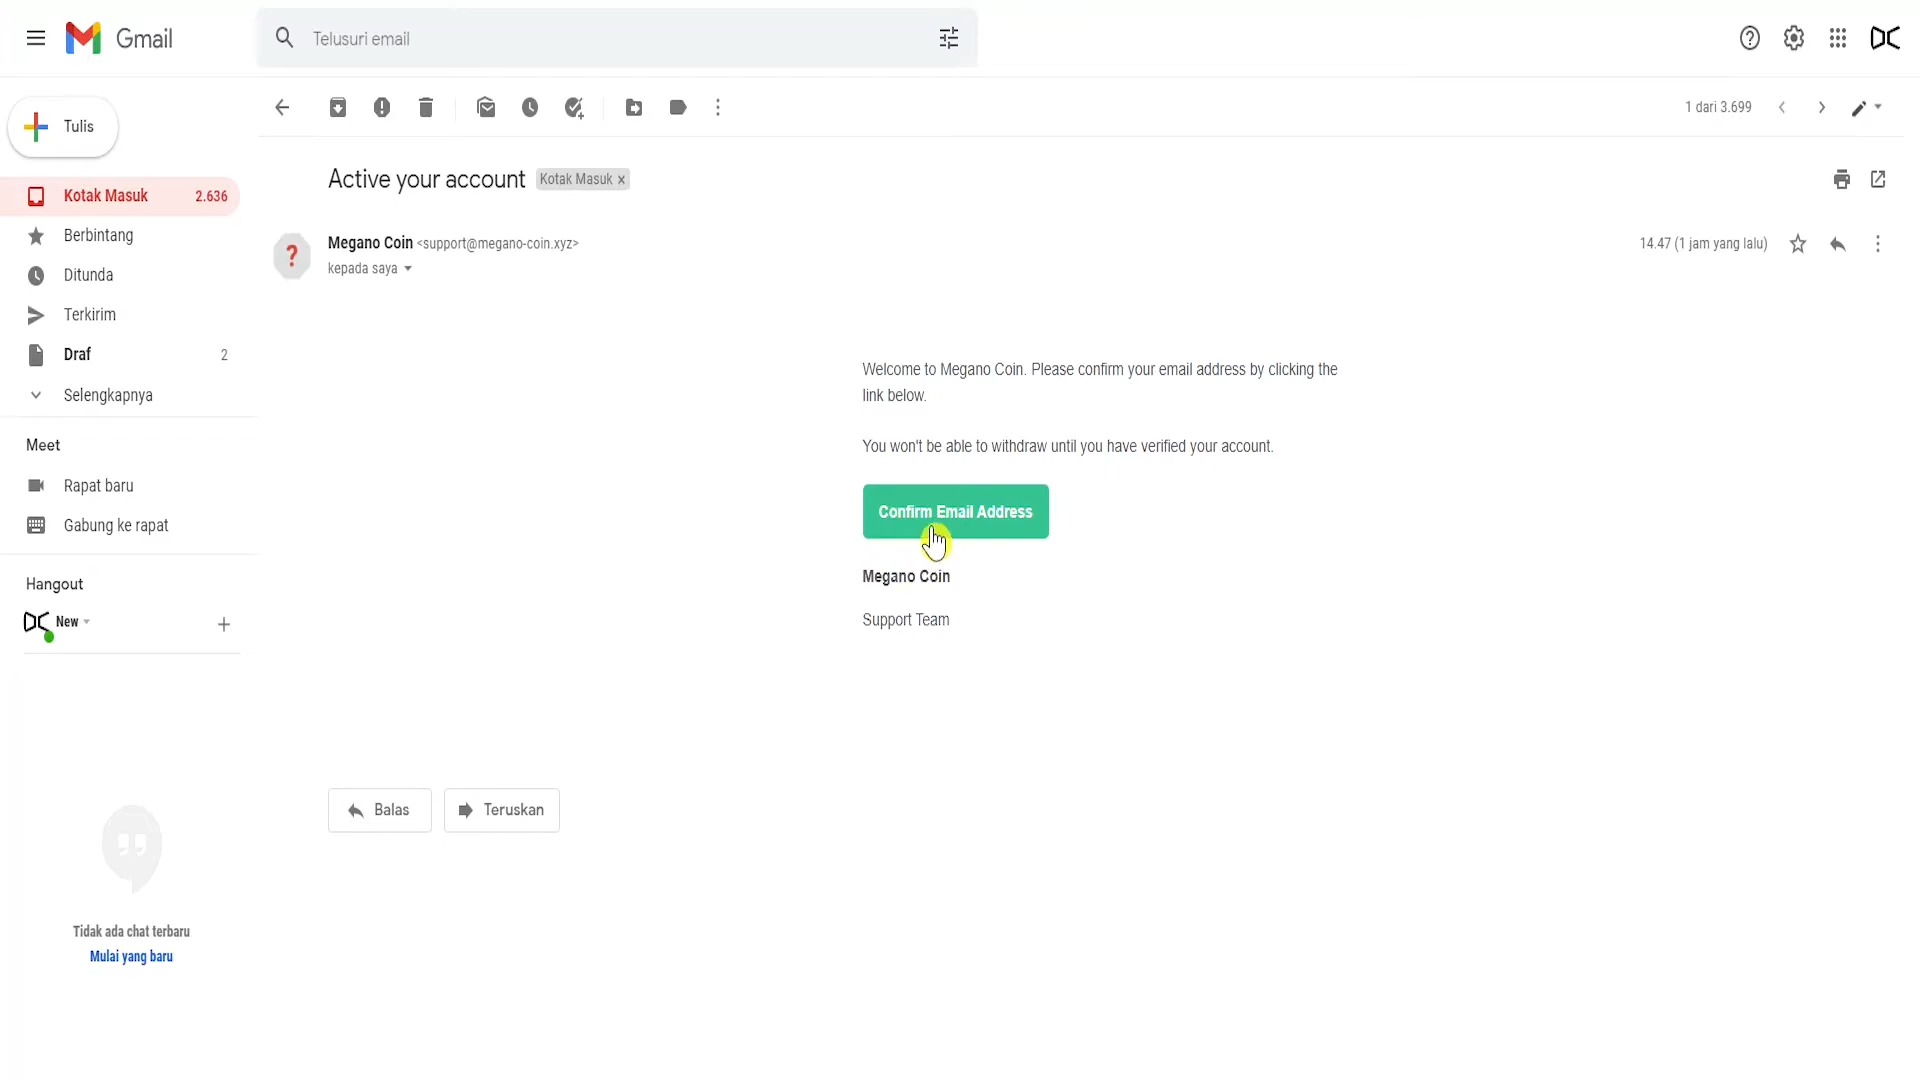 Gmail
Telusuri email
Tulis
1 dari 3.699
Kotak Masuk 2.636
Berbintang
Ditunda
Terkirim
Draf 2
Selengkapnya
Meet
Rapat baru
Gabung ke rapat
Hangout
New
Tidak ada chat terbaru
Mulai yang baru
Active your account Kotak Masuk x
Megano Coin <support@megano-coin.xyz> 14.47 (1 jam yang lalu)
kepada saya
Welcome to Megano Coin. Please confirm your email address by clicking the
link below.
You won't be able to withdraw until you have verified your account.
Confirm Email Address
Megano Coin
Support Team
Balas
Teruskan